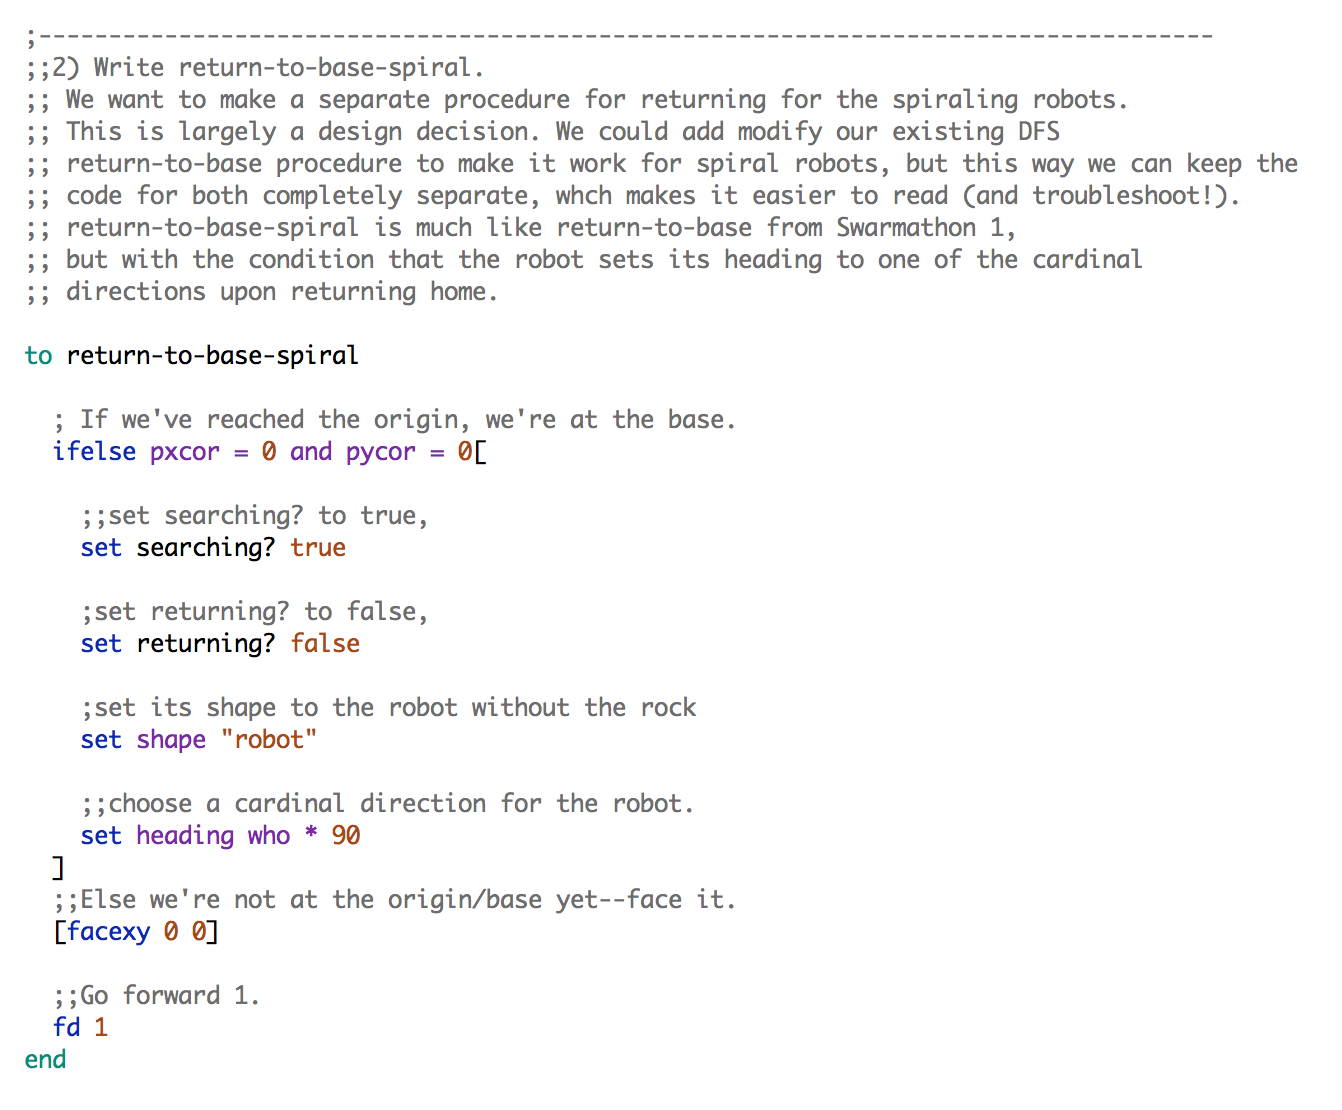 ;------------------------------------------------------------------------------------
;;2) Write return-to-base-spiral.
;; We want to make a separate procedure for returning for the spiraling robots.
;; This is largely a design decision. We could add modify our existing DFS
;; return-to-base procedure to make it work for spiral robots, but this way we can keep the
;; code for both completely separate, whch makes it easier to read (and troubleshoot!).
;; return-to-base-spiral is much like return-to-base from Swarmathon 1,
;; but with the condition that the robot sets its heading to one of the cardinal
;; directions upon returning home.
to return-to-base-spiral
; If we've reached the origin, we're at the base.
ifelse pxcor = 0 and pycor = 0[
;;set searching? to true,
set searching? true
;set returning? to false,
set returning? false
;set its shape to the robot without the rock
set shape "robot"
;;choose a cardinal direction for the robot.
set heading who * 90
]
;;Else we're not at the origin/base yet--face it.
[facexy 0 0]
;;Go forward 1.
fd 1
end